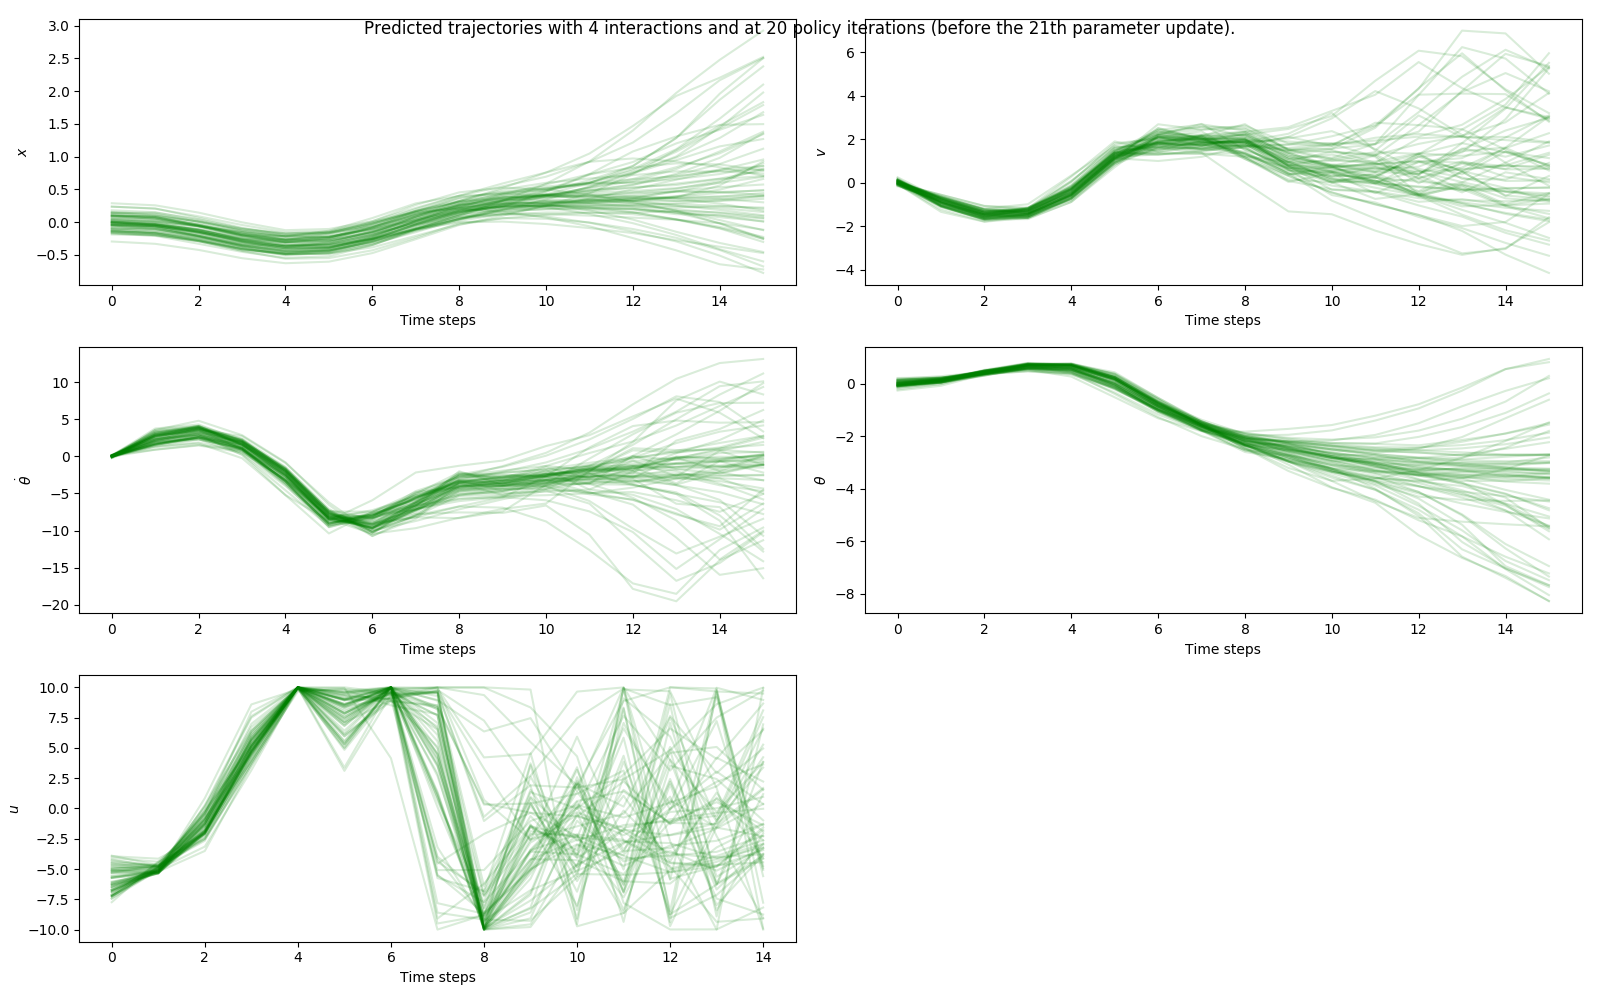 Predicted trajectories with 4 interactions and at 20 policy iterations (before the 21th parameter update).
3.0
2.5
2.0
1.5
1.0
0.5
0.0
−0.5
x
0 2 4 6 8 10 12 14
Time steps
6
4
2
0
−2
−4
v
0 2 4 6 8 10 12 14
Time steps
10
5
0
−5
−10
−15
−20
θ̇
0 2 4 6 8 10 12 14
Time steps
0
−2
−4
−6
−8
θ
0 2 4 6 8 10 12 14
Time steps
10.0
7.5
5.0
2.5
0.0
−2.5
−5.0
−7.5
−10.0
u
0 2 4 6 8 10 12 14
Time steps